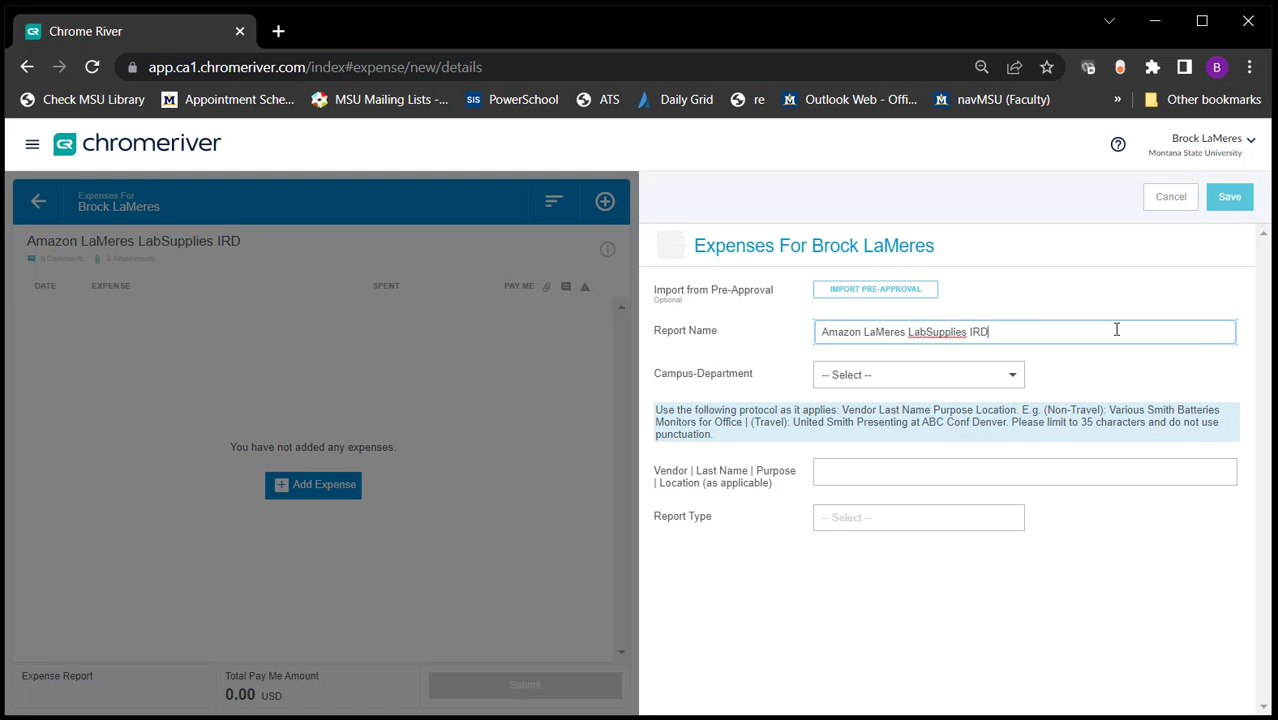 Chrome River
app.ca1.chromeriver.com/index#expense/new/details
B
Check MSU Library
Appointment Sche...
MSU Mailing Lists -...
SIS PowerSchool
ATS
Daily Grid
re
Outlook Web - Offi...
navMSU (Faculty)
»
Other bookmarks
CR chromeriver
Brock LaMeres
Montana State University
Expenses For
Brock LaMeres
Cancel
Save
Amazon LaMeres LabSupplies IRD
0 Comments
0 Attachments
DATE
EXPENSE
SPENT
PAY ME
You have not added any expenses.
Add Expense
Expense Report
Total Pay Me Amount
0.00 USD
Submit
Expenses For Brock LaMeres
Import from Pre-Approval
Optional
IMPORT PRE-APPROVAL
Report Name
Amazon LaMeres LabSupplies IRD
Campus-Department
-- Select --
Use the following protocol as it applies: Vendor Last Name Purpose Location. E.g. (Non-Travel): Various Smith Batteries
Monitors for Office | (Travel): United Smith Presenting at ABC Conf Denver. Please limit to 35 characters and do not use
punctuation.
Vendor | Last Name | Purpose
| Location (as applicable)
Report Type
-- Select --